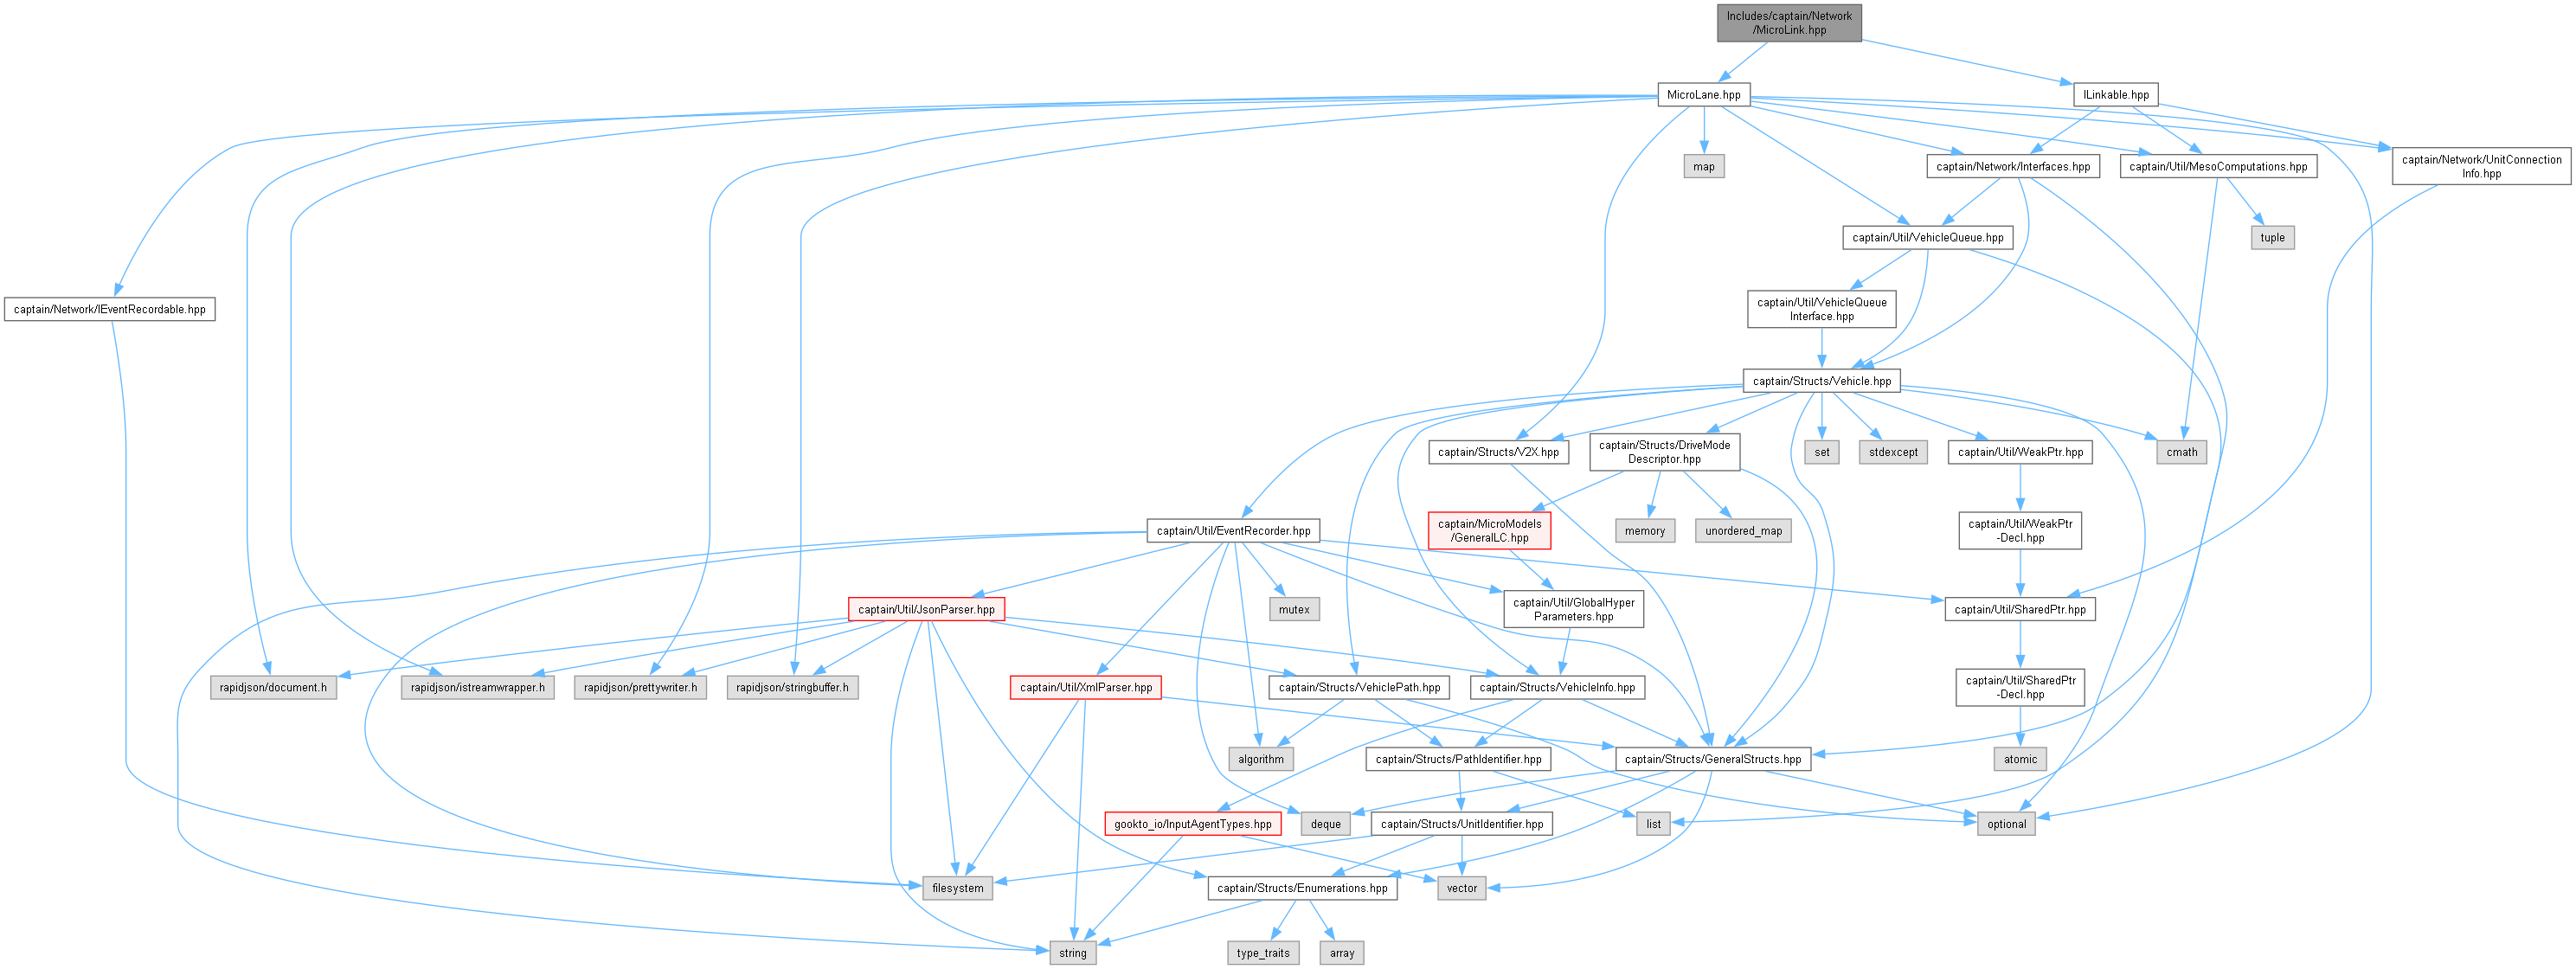 Includes/captain/Network
/MicroLink.hpp
MicroLane.hpp
ILinkable.hpp
map
captain/Network/Interfaces.hpp
captain/Util/MesoComputations.hpp
captain/Network/UnitConnection
Info.hpp
captain/Util/VehicleQueue.hpp
tuple
captain/Network/IEventRecordable.hpp
captain/Util/VehicleQueue
Interface.hpp
captain/Structs/Vehicle.hpp
captain/Structs/V2X.hpp
captain/Structs/DriveMode
Descriptor.hpp
set
stdexcept
captain/Util/WeakPtr.hpp
cmath
captain/Util/EventRecorder.hpp
captain/MicroModels
/GeneralLC.hpp
memory
unordered_map
captain/Util/WeakPtr
-Decl.hpp
captain/Util/JsonParser.hpp
mutex
captain/Util/GlobalHyper
Parameters.hpp
captain/Util/SharedPtr.hpp
rapidjson/document.h
rapidjson/istreamwrapper.h
rapidjson/prettywriter.h
rapidjson/stringbuffer.h
captain/Util/XmlParser.hpp
captain/Structs/VehiclePath.hpp
captain/Structs/VehicleInfo.hpp
captain/Util/SharedPtr
-Decl.hpp
algorithm
captain/Structs/PathIdentifier.hpp
captain/Structs/GeneralStructs.hpp
atomic
gookto_io/InputAgentTypes.hpp
deque
captain/Structs/UnitIdentifier.hpp
list
optional
filesystem
captain/Structs/Enumerations.hpp
vector
string
type_traits
array